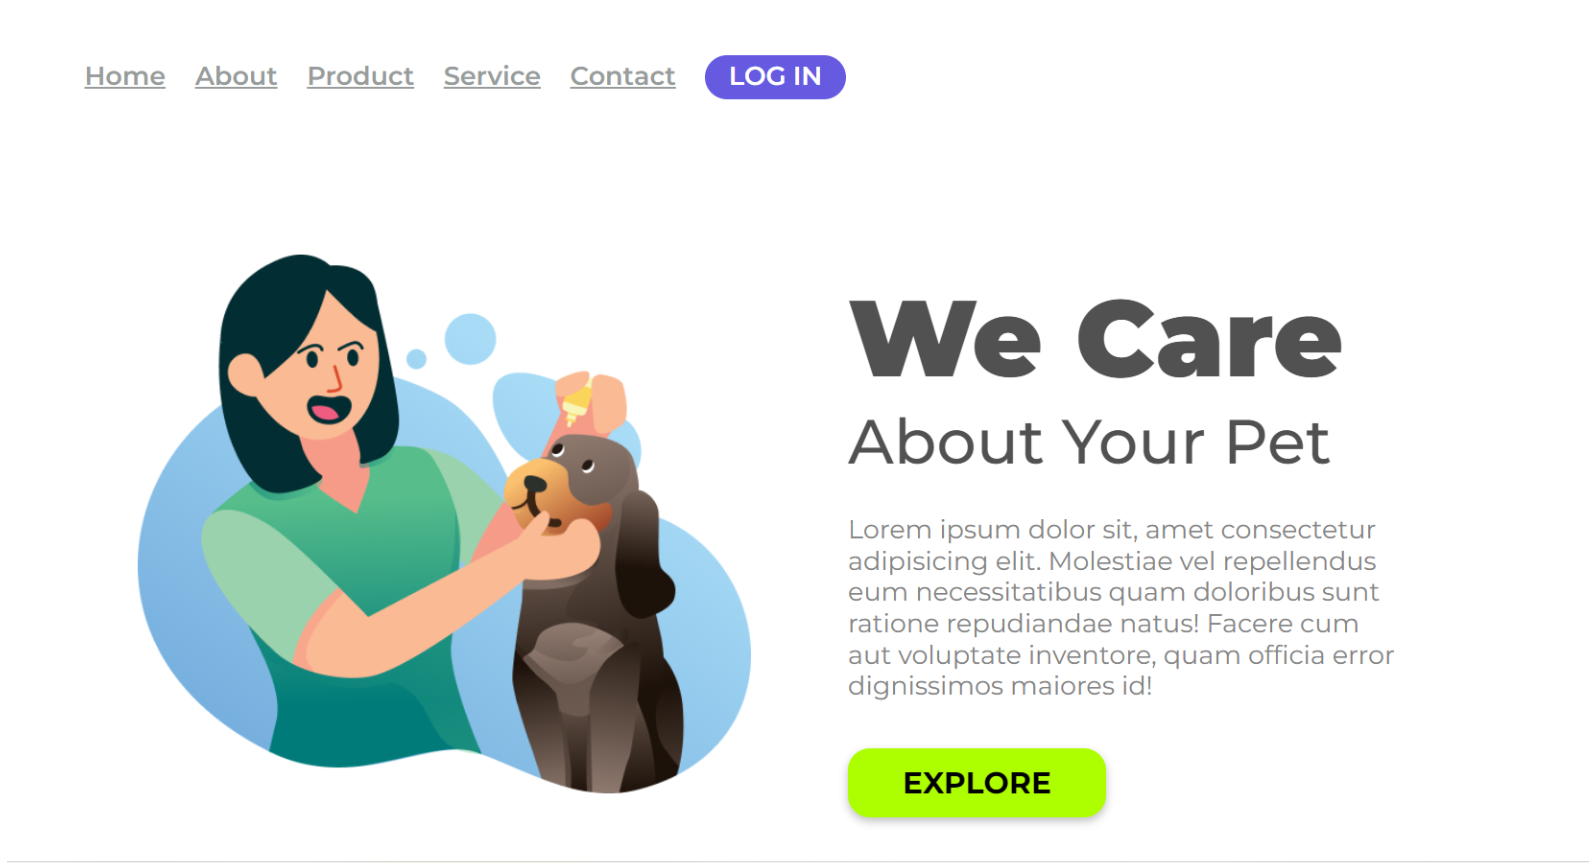 Home About Product Service Contact LOG IN
We Care
About Your Pet
Lorem ipsum dolor sit, amet consectetur
adipisicing elit. Molestiae vel repellendus
eum necessitatibus quam doloribus sunt
ratione repudiandae natus! Facere cum
aut voluptate inventore, quam officia error
dignissimos maiores id!
EXPLORE